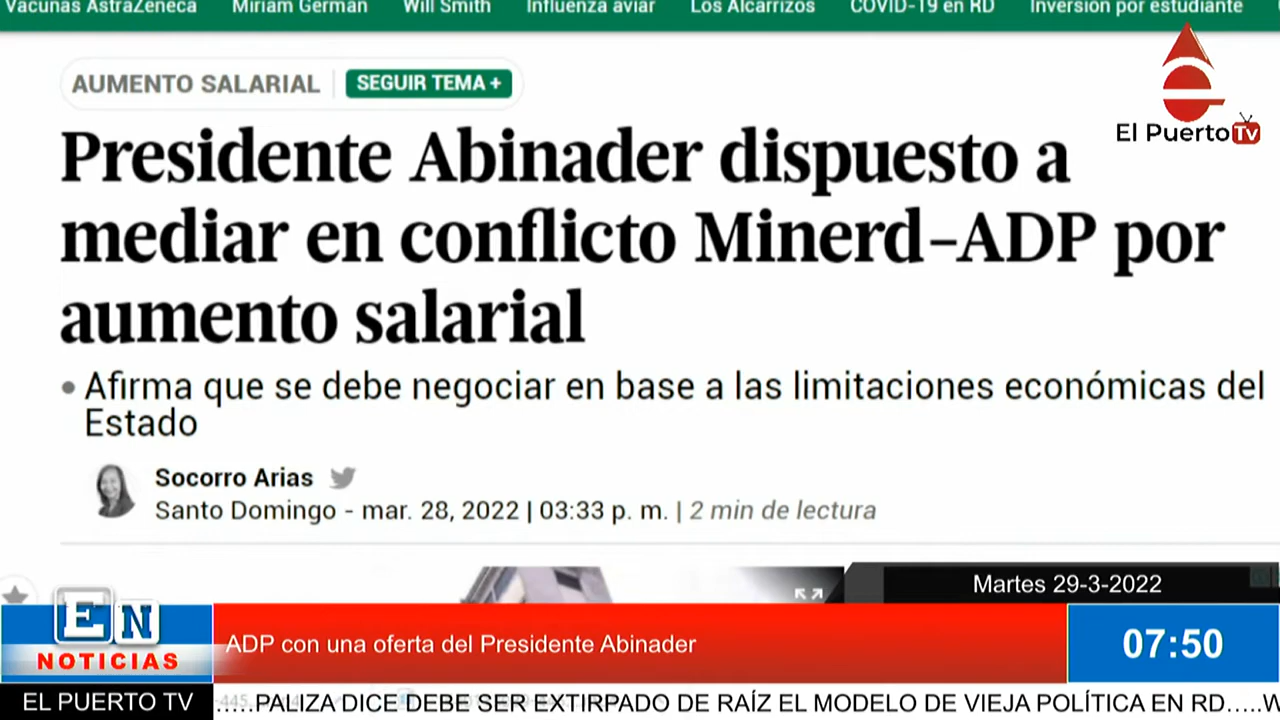 Vacunas AstraZeneca Miriam Germán Will Smith Influenza aviar Los Alcarrizos COVID-19 en RD Inversión por estudiante
El Puerto Tv
AUMENTO SALARIAL SEGUIR TEMA +
Presidente Abinader dispuesto a
mediar en conflicto Minerd-ADP por
aumento salarial
Afirma que se debe negociar en base a las limitaciones económicas del
Estado
Socorro Arias
Santo Domingo - mar. 28, 2022 | 03:33 p. m. | 2 min de lectura
Martes 29-3-2022
EN
NOTICIAS
ADP con una oferta del Presidente Abinader
07:50
EL PUERTO TV
.....PALIZA DICE DEBE SER EXTIRPADO DE RAÍZ EL MODELO DE VIEJA POLÍTICA EN RD.....W